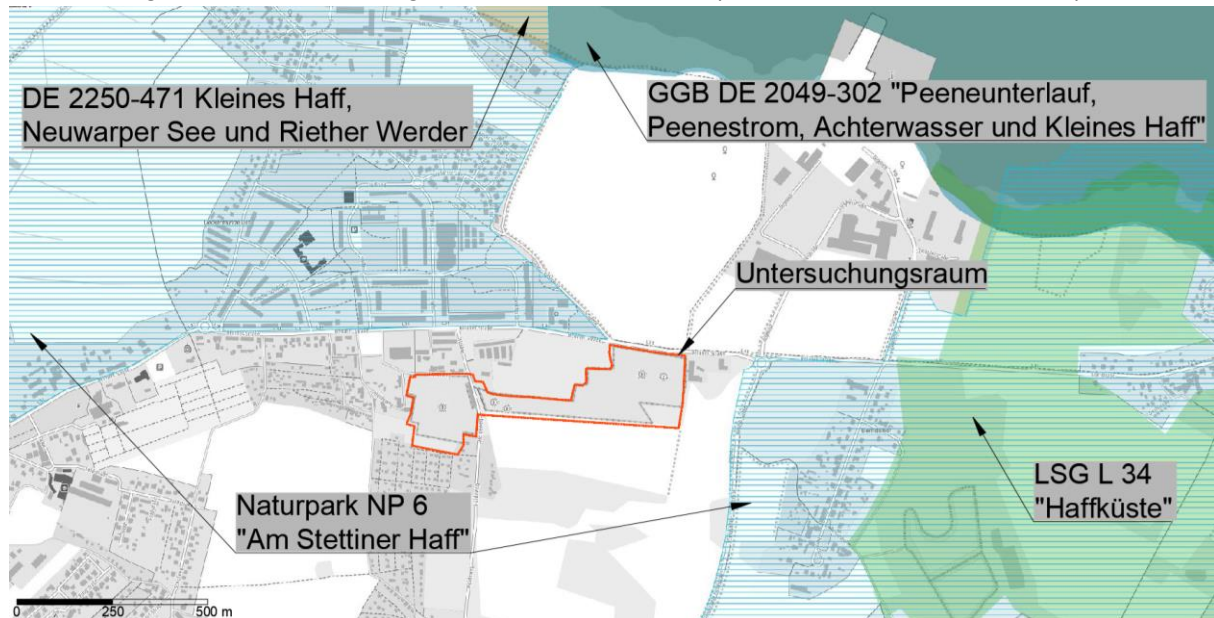 DE 2250-471 Kleines Haff,
Neuwarper See und Riether Werder
GGB DE 2049-302 "Peeneunterlauf,
Peenestrom, Achterwasser und Kleines Haff"
Untersuchungsraum
Naturpark NP 6
"Am Stettiner Haff"
LSG L 34
"Haffküste"
0 250 500 m